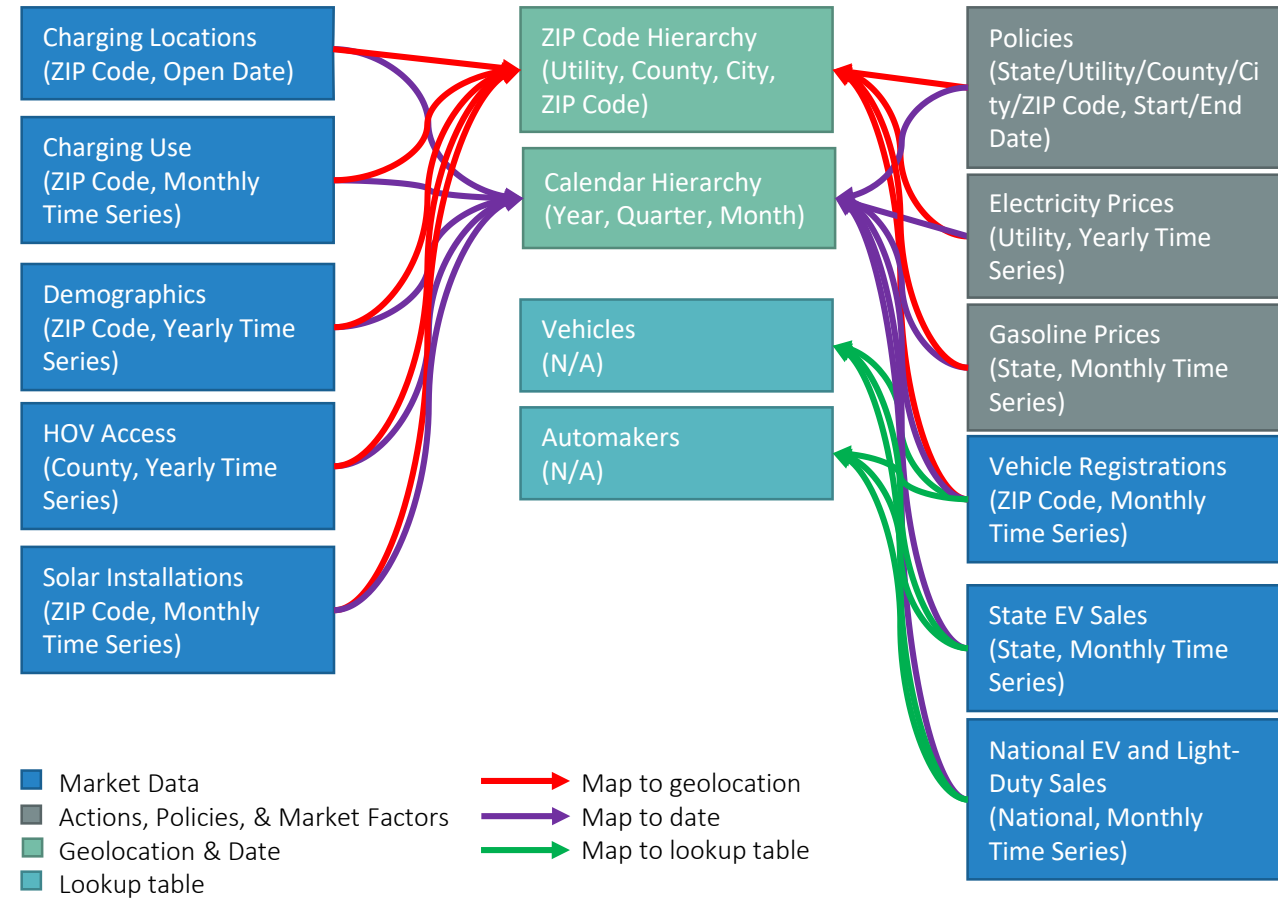 Charging Locations
(ZIP Code, Open Date)
Charging Use
(ZIP Code, Monthly
Time Series)
Demographics
(ZIP Code, Yearly Time
Series)
HOV Access
(County, Yearly Time
Series)
Solar Installations
(ZIP Code, Monthly
Time Series)
ZIP Code Hierarchy
(Utility, County, City,
ZIP Code)
Calendar Hierarchy
(Year, Quarter, Month)
Vehicles
(N/A)
Automakers
(N/A)
Policies
(State/Utility/County/Ci
ty/ZIP Code, Start/End
Date)
Electricity Prices
(Utility, Yearly Time
Series)
Gasoline Prices
(State, Monthly Time
Series)
Vehicle Registrations
(ZIP Code, Monthly
Time Series)
State EV Sales
(State, Monthly Time
Series)
National EV and Light-
Duty Sales
(National, Monthly
Time Series)
Market Data
Actions, Policies, & Market Factors
Geolocation & Date
Lookup table
Map to geolocation
Map to date
Map to lookup table